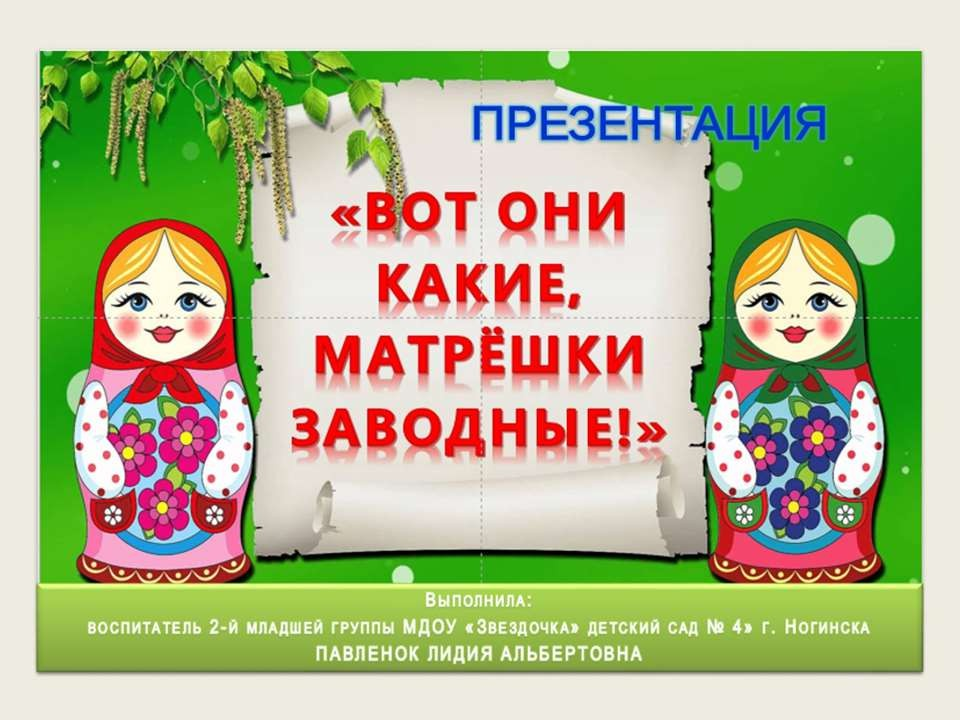 ПРЕЗЕНТАЦИЯ
«ВОТ ОНИ
КАКИЕ,
МАТРЁШКИ
ЗАВОДНЫЕ!»
Выполнила:
воспитатель 2-й младшей группы МДОУ «Звездочка» детский сад № 4» г. Ногинска
ПАВЛЕНОК ЛИДИЯ АЛЬБЕРТОВНА